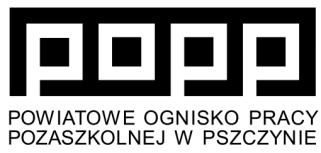 popp
POWIATOWE OGNISKO PRACY
POZASZKOLNEJ W PSZCZYNIE